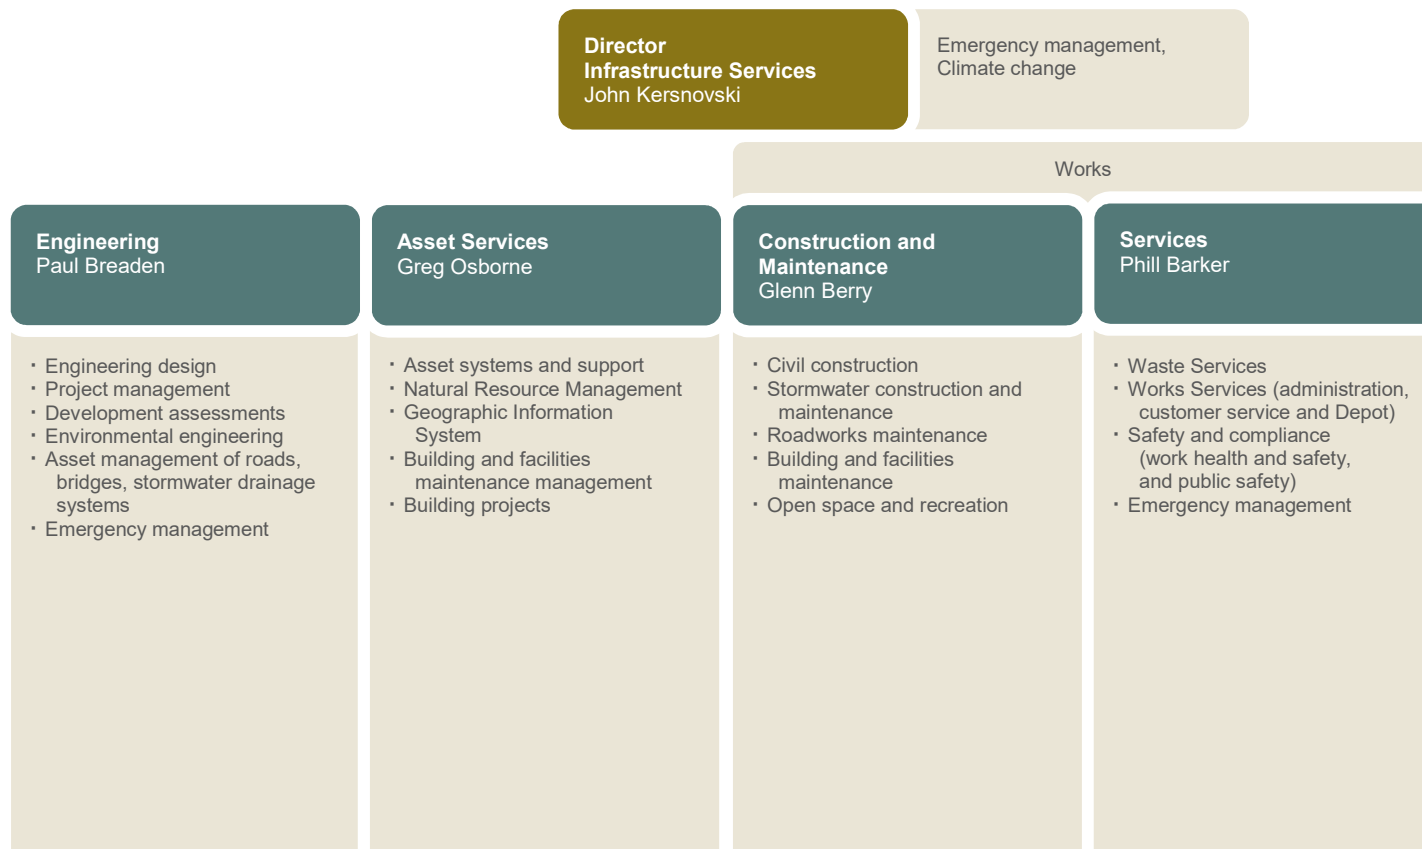 Director
Infrastructure Services
John Kersnovski
Emergency management,
Climate change
Works
Engineering
Paul Breaden
Asset Services
Greg Osborne
Construction and
Maintenance
Glenn Berry
Services
Phill Barker
· Engineering design
· Project management
· Development assessments
· Environmental engineering
· Asset management of roads,
bridges, stormwater drainage
systems
· Emergency management
· Asset systems and support
· Natural Resource Management
· Geographic Information
System
· Building and facilities
maintenance management
· Building projects
· Civil construction
· Stormwater construction and
maintenance
· Roadworks maintenance
· Building and facilities
maintenance
· Open space and recreation
· Waste Services
· Works Services (administration,
customer service and Depot)
· Safety and compliance
(work health and safety,
and public safety)
· Emergency management